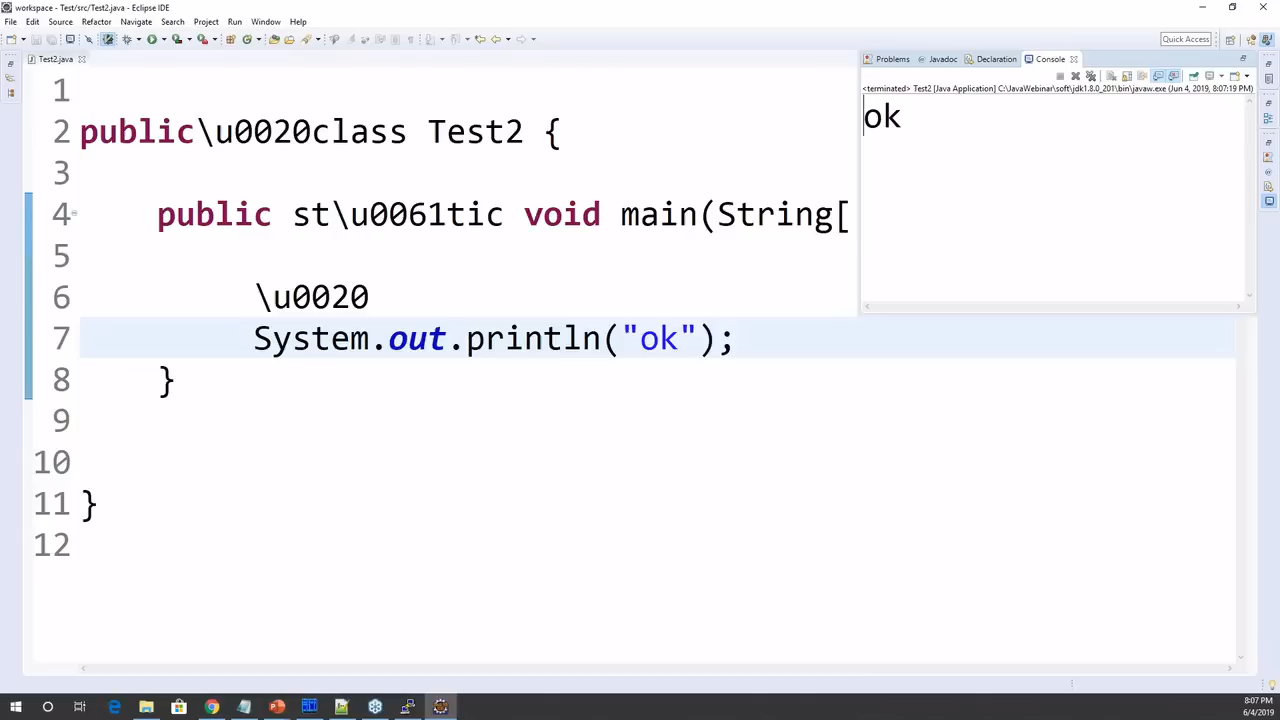 workspace - Test/src/Test2.java - Eclipse IDE
File Edit Source Refactor Navigate Search Project Run Window Help
Quick Access
Test2.java
Problems Javadoc Declaration Console
<terminated> Test2 [Java Application] C:\JavaWebinar\soft\jdk1.8.0_201\bin\javaw.exe (Jun 4, 2019, 8:07:19 PM)
ok
1
2 public\u0020class Test2 {
3
4 public st\u0061tic void main(String[
5
6 \u0020
7 System.out.println("ok");
8 }
9
10
11 }
12
8:07 PM
6/4/2019